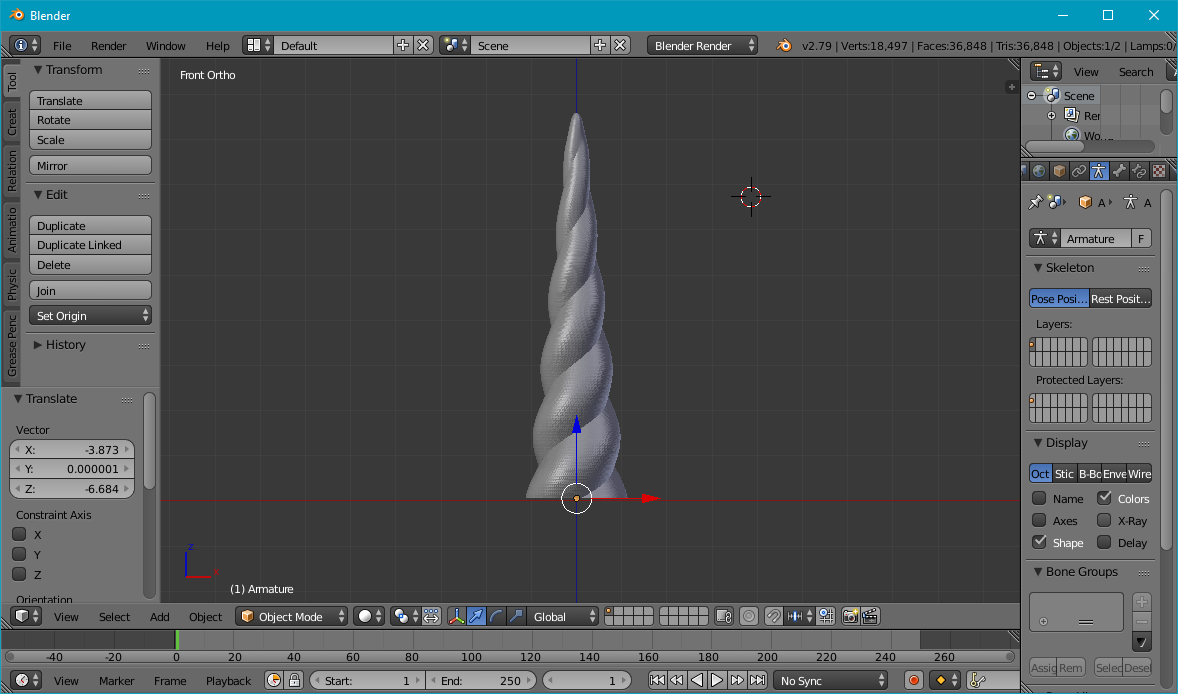 Blender
File Render Window Help Default Scene Blender Render v2.79 | Verts:18,497 | Faces:36,848 | Tris:36,848 | Objects:1/2 | Lamps:0/
Tool
Creat
Relation
Animatio
Physic
Grease Penc
Transform
Translate
Rotate
Scale
Mirror
Edit
Duplicate
Duplicate Linked
Delete
Join
Set Origin
History
Translate
Vector
X: -3.873
Y: 0.000001
Z: -6.684
Constraint Axis
X
Y
Z
Orientation
Front Ortho
z
x
(1) Armature
View Search
Scene
Rer
Wo
A A
Armature F
Skeleton
Pose Posi... Rest Posit...
Layers:
Protected Layers:
Display
Oct Stic B-Bo Enve Wire
Name Colors
Axes X-Ray
Shape Delay
Bone Groups
Assig Rem Selec Desel
View Select Add Object Object Mode Global
-40 -20 0 20 40 60 80 100 120 140 160 180 200 220 240 260
View Marker Frame Playback Start: 1 End: 250 1 No Sync